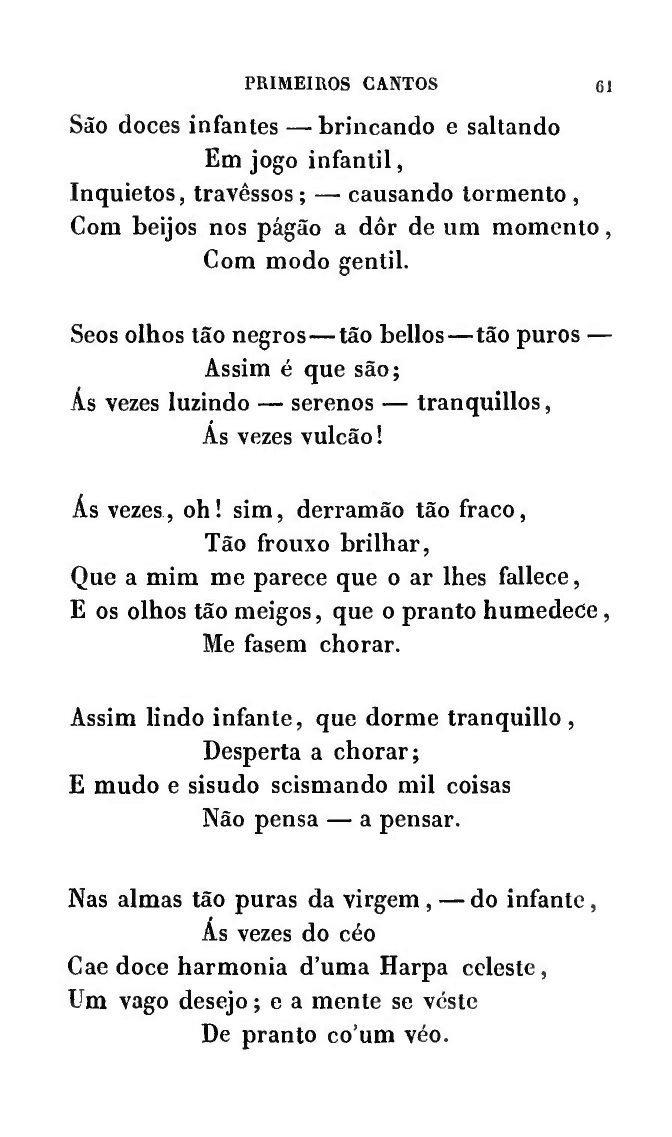 PRIMEIROS CANTOS 61
São doces infantes — brincando e saltando
Em jogo infantil,
Inquietos, travêssos; — causando tormento,
Com beijos nos págão a dôr de um momento,
Com modo gentil.
Seos olhos tão negros — tão bellos — tão puros —
Assim é que são;
Ás vezes luzindo — serenos — tranquillos,
Ás vezes vulcão!
Ás vezes, oh! sim, derramão tão fraco,
Tão frouxo brilhar,
Que a mim me parece que o ar lhes fallece,
E os olhos tão meigos, que o pranto humedece,
Me fasem chorar.
Assim lindo infante, que dorme tranquillo,
Desperta a chorar;
E mudo e sisudo scismando mil coisas
Não pensa — a pensar.
Nas almas tão puras da virgem, — do infante,
Ás vezes do céo
Cae doce harmonia d'uma Harpa celeste,
Um vago desejo; e a mente se véste
De pranto co'um véo.